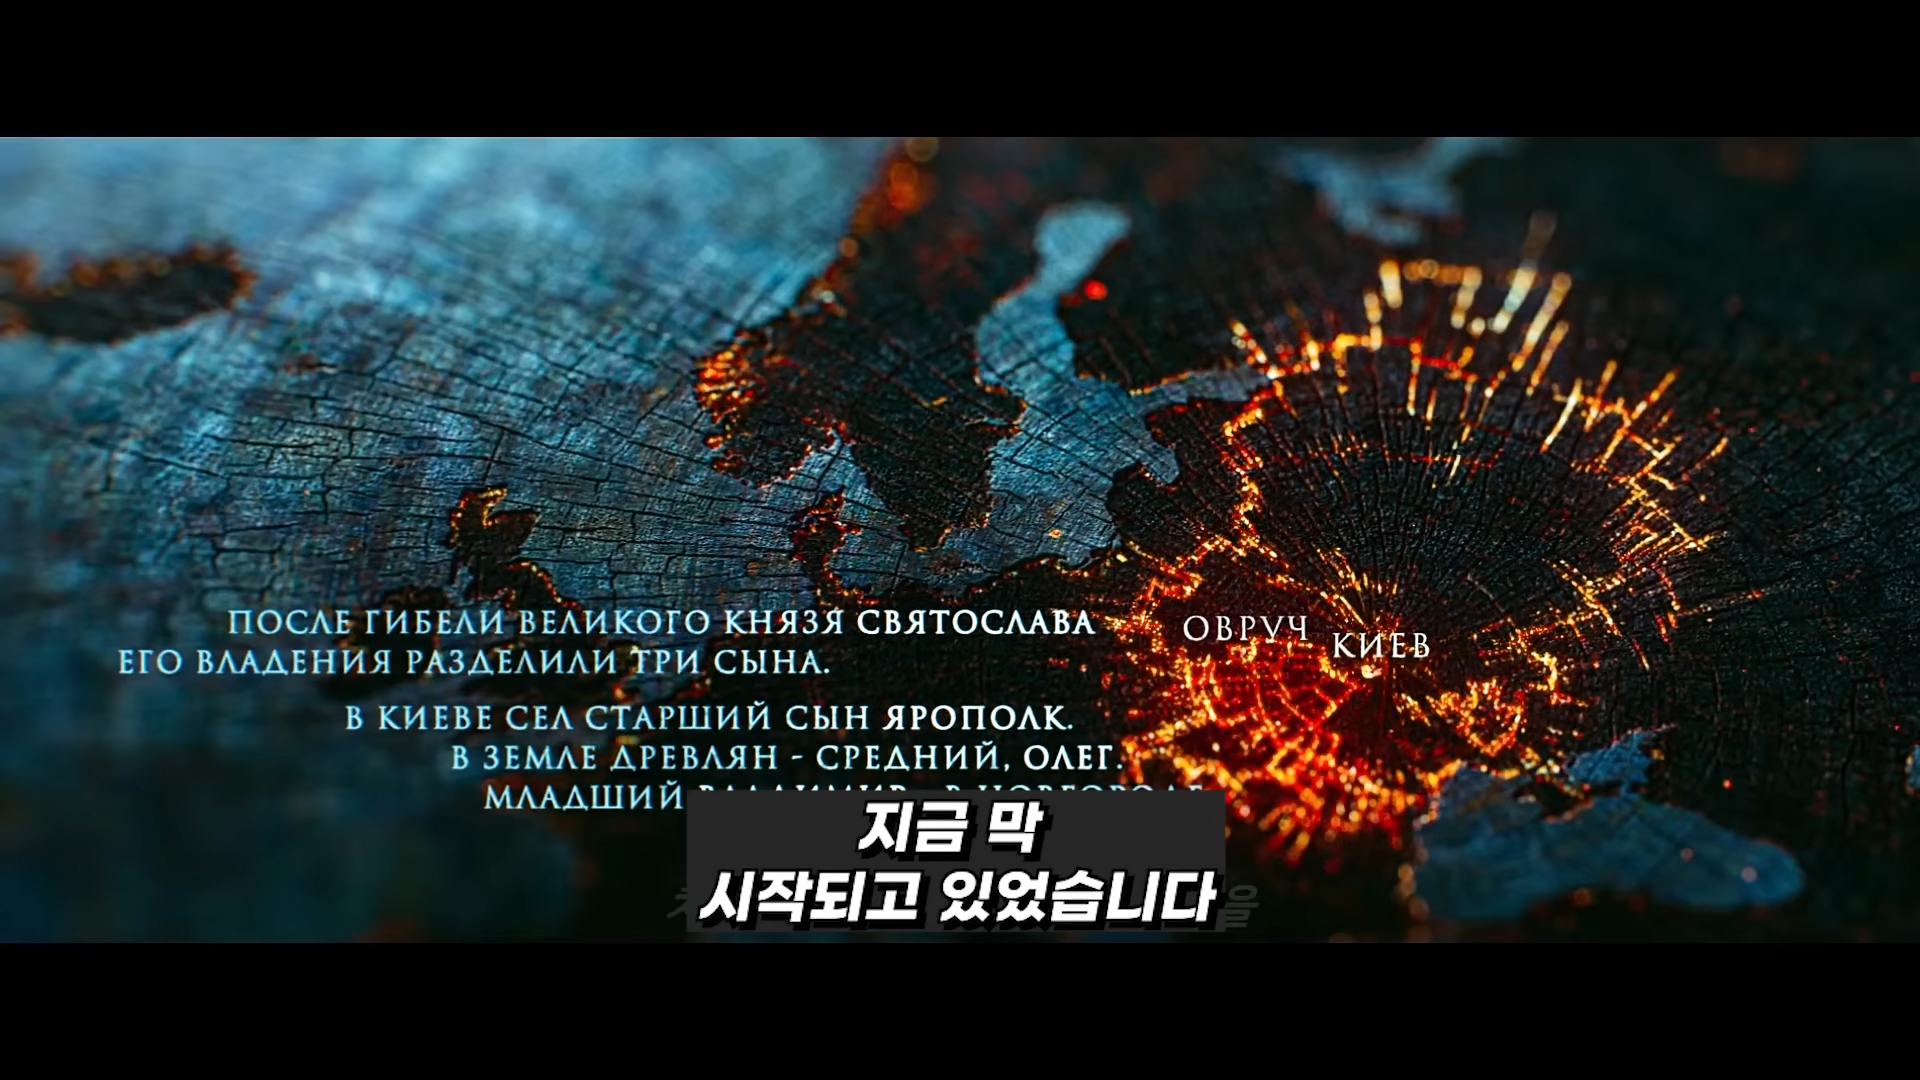 ПОСЛЕ ГИБЕЛИ ВЕЛИКОГО КНЯЗЯ СВЯТОСЛАВА
ЕГО ВЛАДЕНИЯ РАЗДЕЛИЛИ ТРИ СЫНА.
В КИЕВЕ СЕЛ СТАРШИЙ СЫН ЯРОПОЛК.
В ЗЕМЛЕ ДРЕВЛЯН - СРЕДНИЙ, ОЛЕГ.
МЛАДШИЙ
ОВРУЧ
КИЕВ
지금 막
시작되고 있었습니다